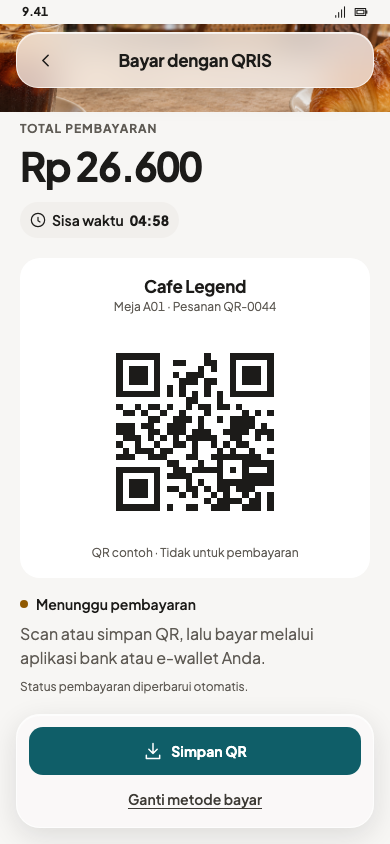 9.41
Bayar dengan QRIS
TOTAL PEMBAYARAN
Rp 26.600
Sisa waktu 04:58
Cafe Legend
Meja A01 · Pesanan QR-0044
QR contoh · Tidak untuk pembayaran
Menunggu pembayaran
Scan atau simpan QR, lalu bayar melalui
aplikasi bank atau e-wallet Anda.
Status pembayaran diperbarui otomatis.
Simpan QR
Ganti metode bayar